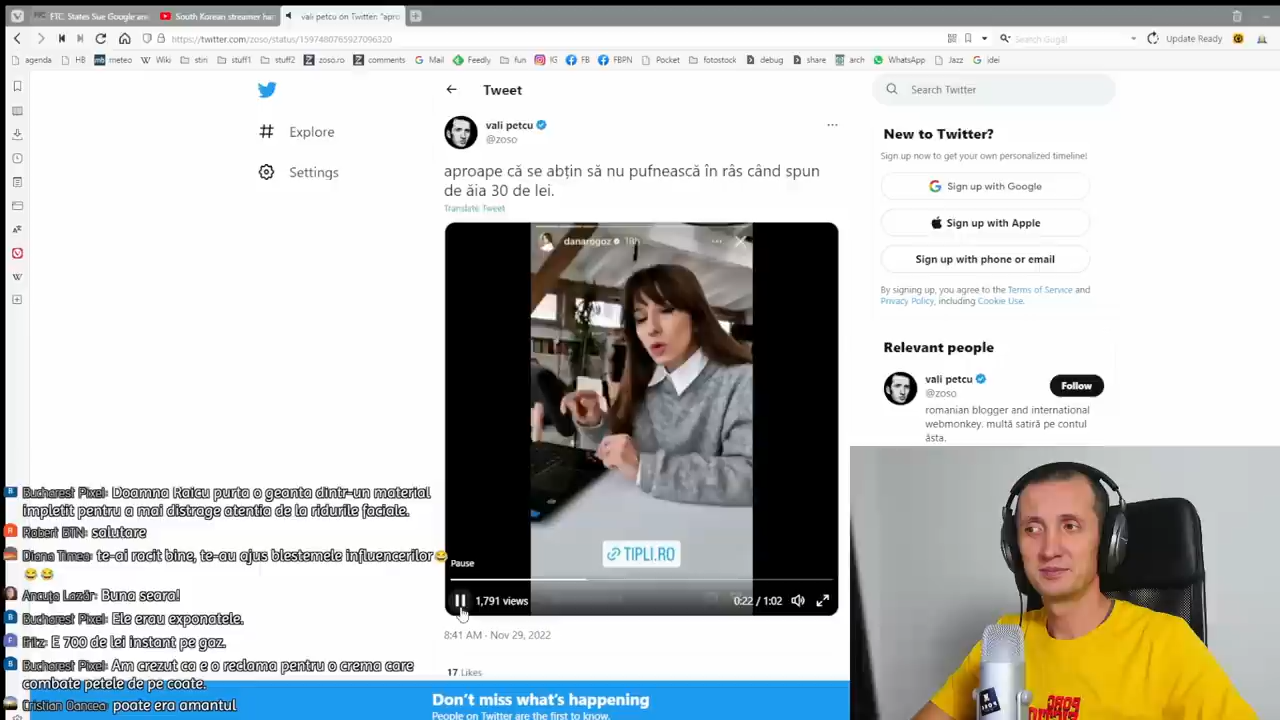 FTC, States Sue Google and
South Korean streamer har
vali petcu on Twitter: "apro
https://twitter.com/zoso/status/1597480765927096320
Search Gugăl
Update Ready
agenda
HB
meteo
Wiki
stiri
stuff1
stuff2
zoso.ro
comments
Mail
Feedly
fun
IG
FB
FBPN
Pocket
fotostock
debug
share
arch
WhatsApp
Jazz
idei
Explore
Settings
Tweet
vali petcu
@zoso
aproape că se abțin să nu pufnească în râs când spun
de ăia 30 de lei.
Translate Tweet
danarogoz 18h
TIPLI.RO
Pause
1,791 views
0:22 / 1:02
8:41 AM · Nov 29, 2022
17 Likes
Search Twitter
New to Twitter?
Sign up now to get your own personalized timeline!
Sign up with Google
Sign up with Apple
Sign up with phone or email
By signing up, you agree to the Terms of Service and
Privacy Policy, including Cookie Use.
Relevant people
vali petcu
Follow
@zoso
romanian blogger and international
webmonkey. multă satiră pe contul
ăsta.
Bucharest Pixel: Doamna Raicu purta o geanta dintr-un material
impletit pentru a mai distrage atentia de la ridurile faciale.
Robert BTN: salutare
Diana Timea: te-ai racit bine, te-au ajus blestemele influencerilor
Ancuța Lazăr: Buna seara!
Bucharest Pixel: Ele erau exponatele.
E 700 de lei instant pe gaz.
Bucharest Pixel: Am crezut ca e o reclama pentru o crema care
combate petele de pe coate.
Cristian Oancea: poate era amantul
Don't miss what's happening
People on Twitter are the first to know.